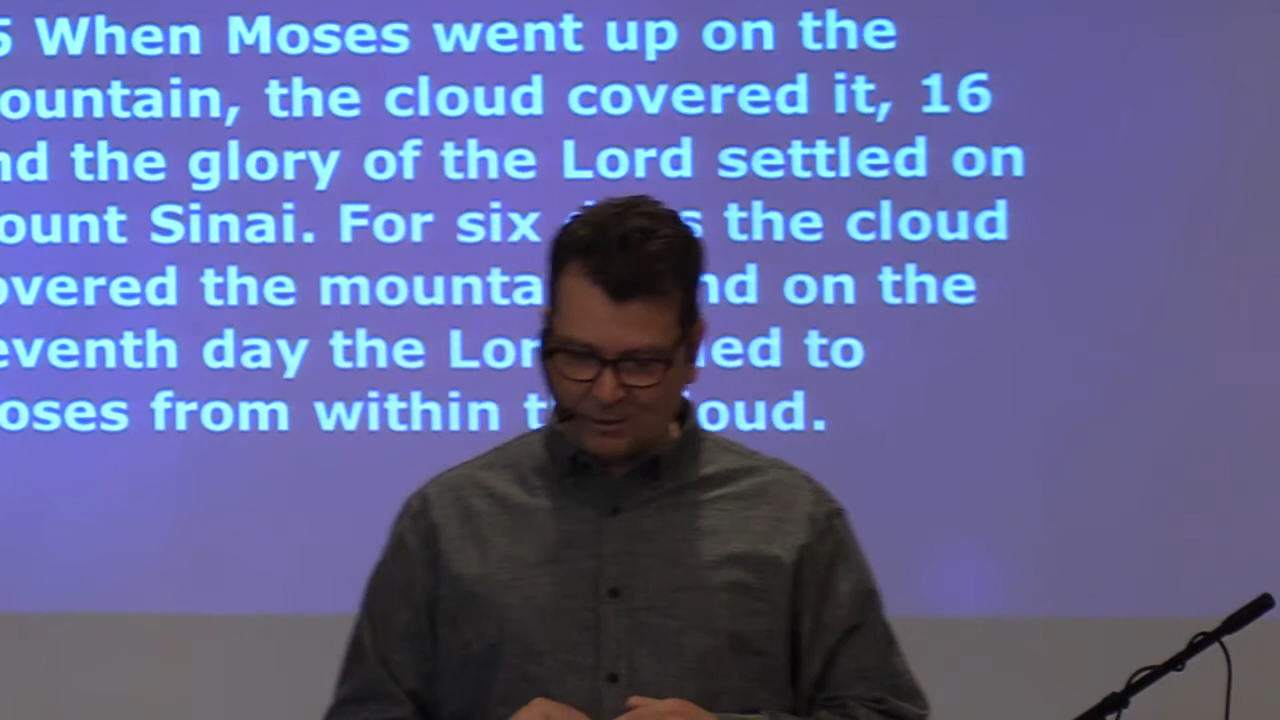 5 When Moses went up on the
ountain, the cloud covered it, 16
nd the glory of the Lord settled on
ount Sinai. For six s the cloud
overed the mounta nd on the
eventh day the Lor led to
oses from within t loud.